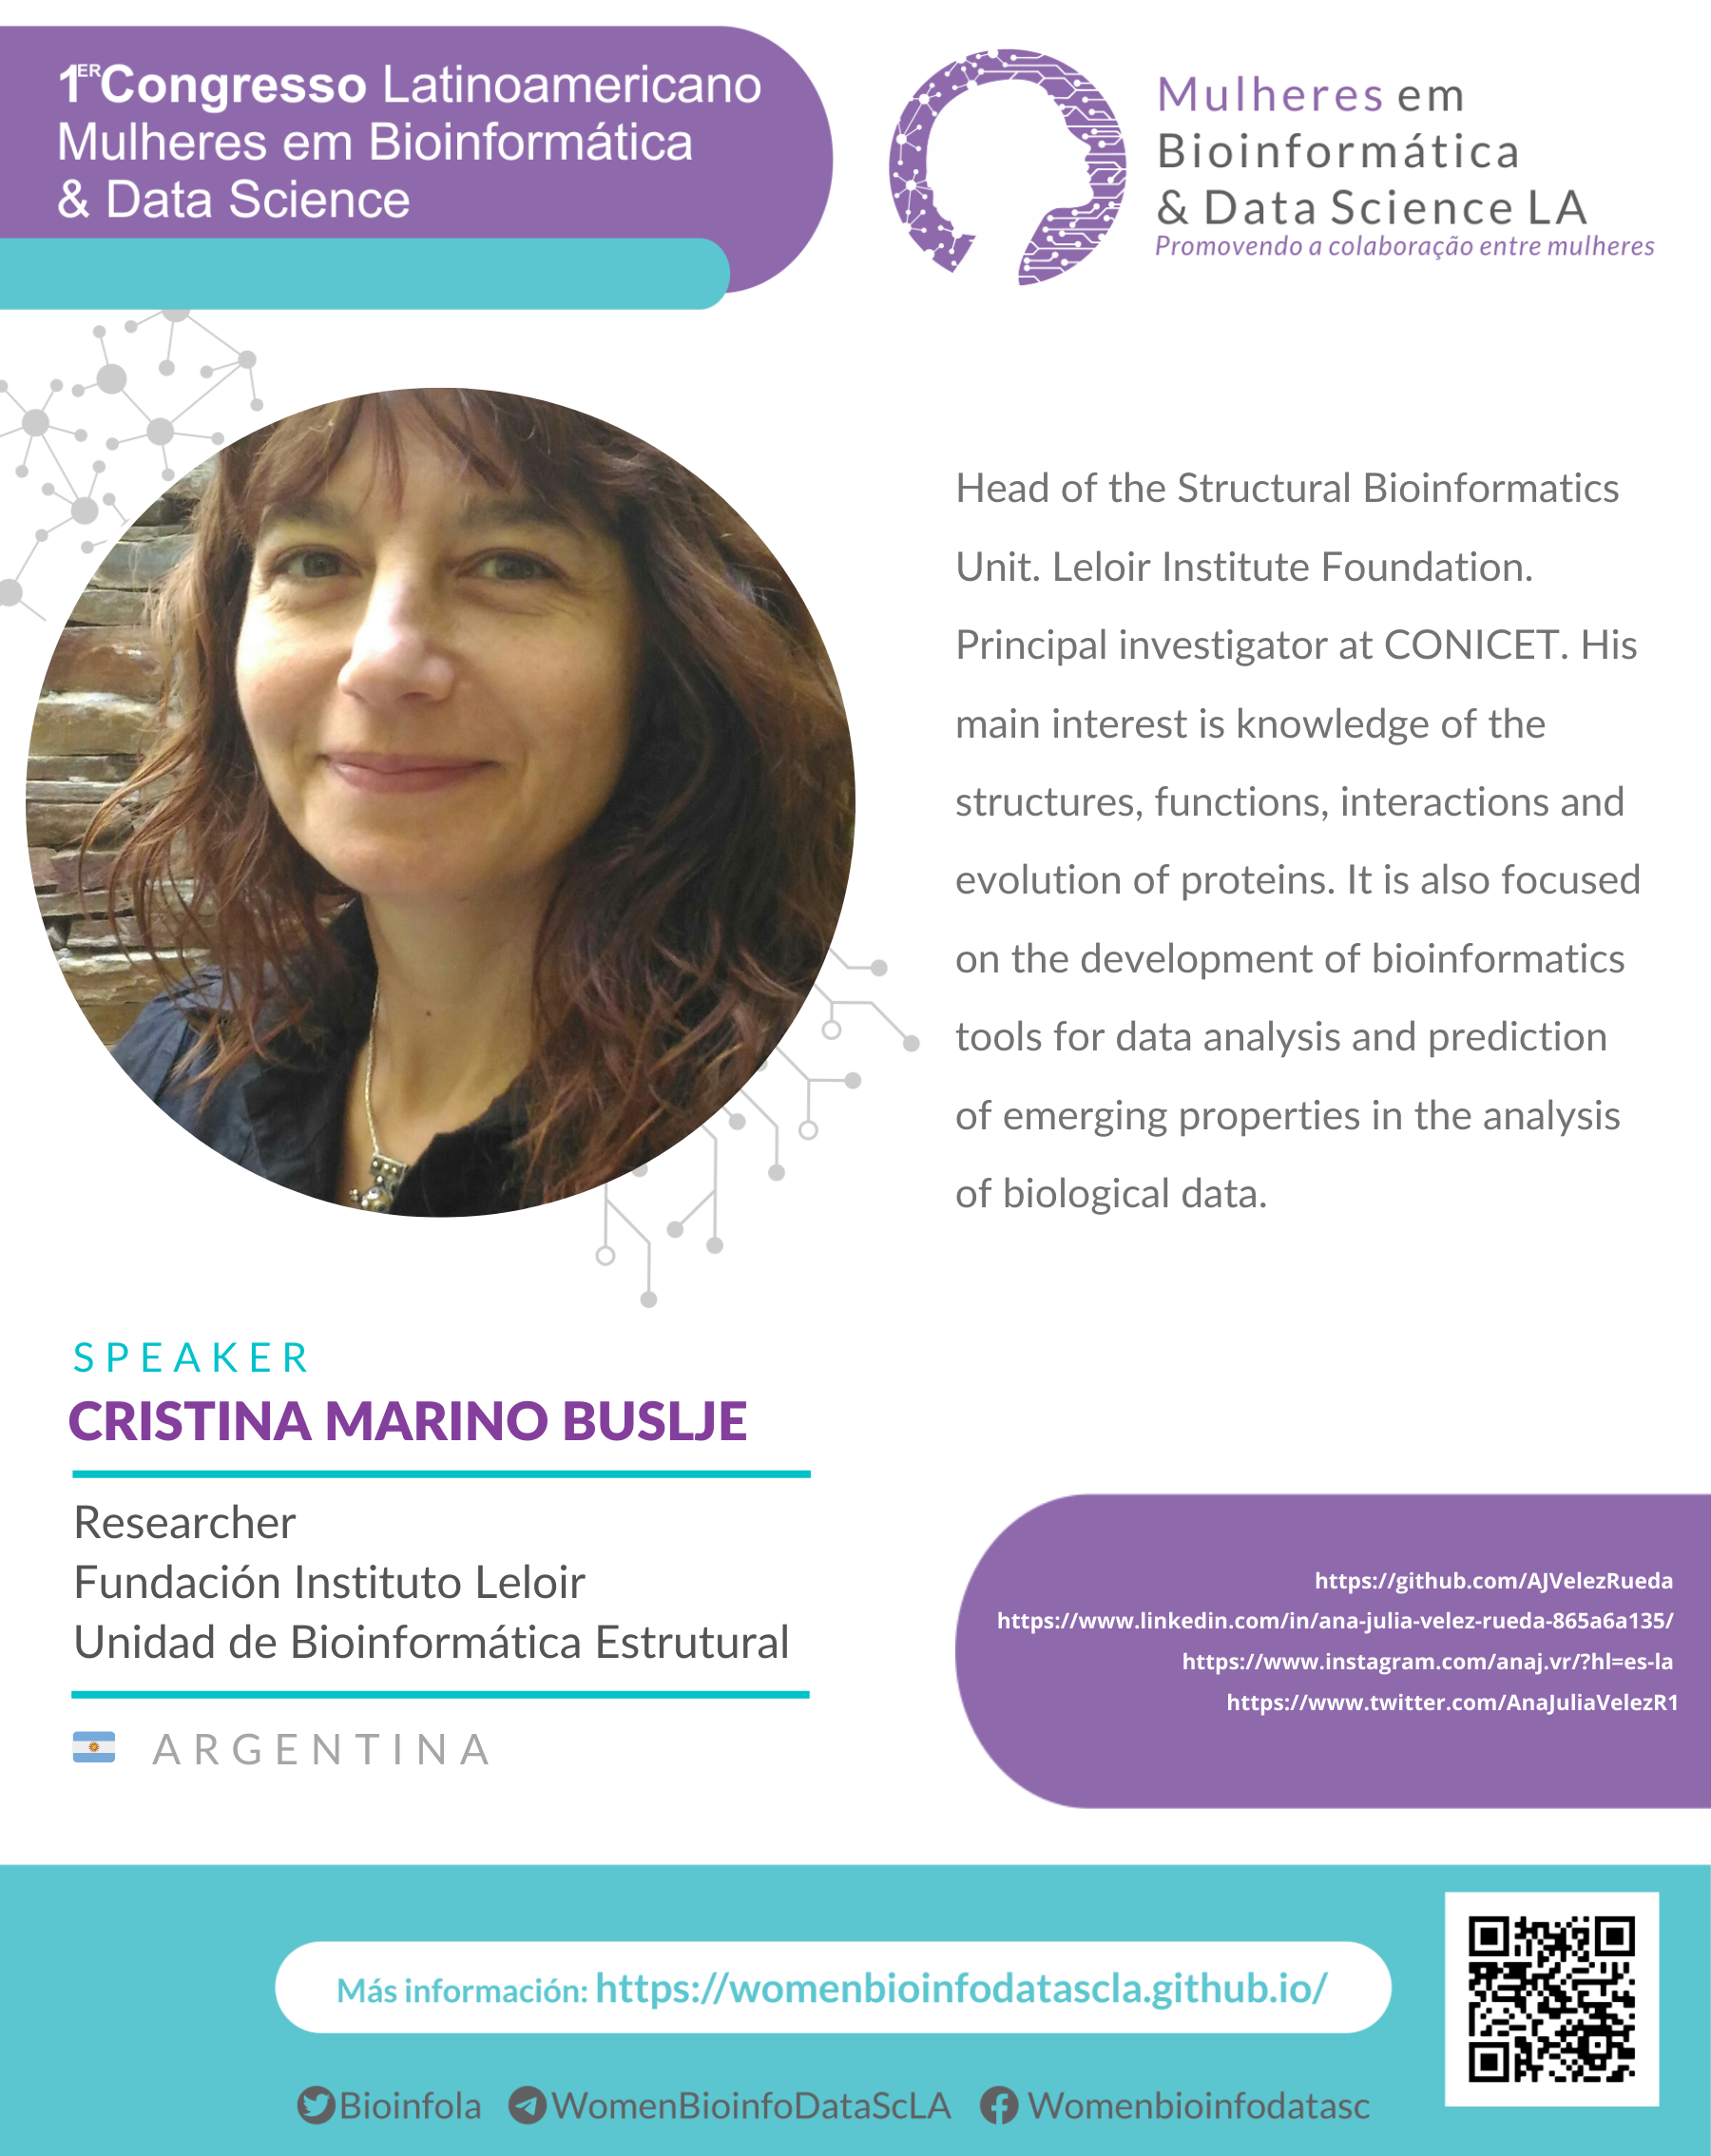 1ERCongresso Latinoamericano
Mulheres em Bioinformática
& Data Science
Mulheres em
Bioinformática
& Data Science LA
Promovendo a colaboração entre mulheres
Head of the Structural Bioinformatics
Unit. Leloir Institute Foundation.
Principal investigator at CONICET. His
main interest is knowledge of the
structures, functions, interactions and
evolution of proteins. It is also focused
on the development of bioinformatics
tools for data analysis and prediction
of emerging properties in the analysis
of biological data.
SPEAKER
CRISTINA MARINO BUSLJE
Researcher
Fundación Instituto Leloir
Unidad de Bioinformática Estrutural
ARGENTINA
https://github.com/AJVelezRueda
https://www.linkedin.com/in/ana-julia-velez-rueda-865a6a135/
https://www.instagram.com/anaj.vr/?hl=es-la
https://www.twitter.com/AnaJuliaVelezR1
Más información: https://womenbioinfodatascla.github.io/
Bioinfola WomenBioinfoDataScLA Womenbioinfodatasc